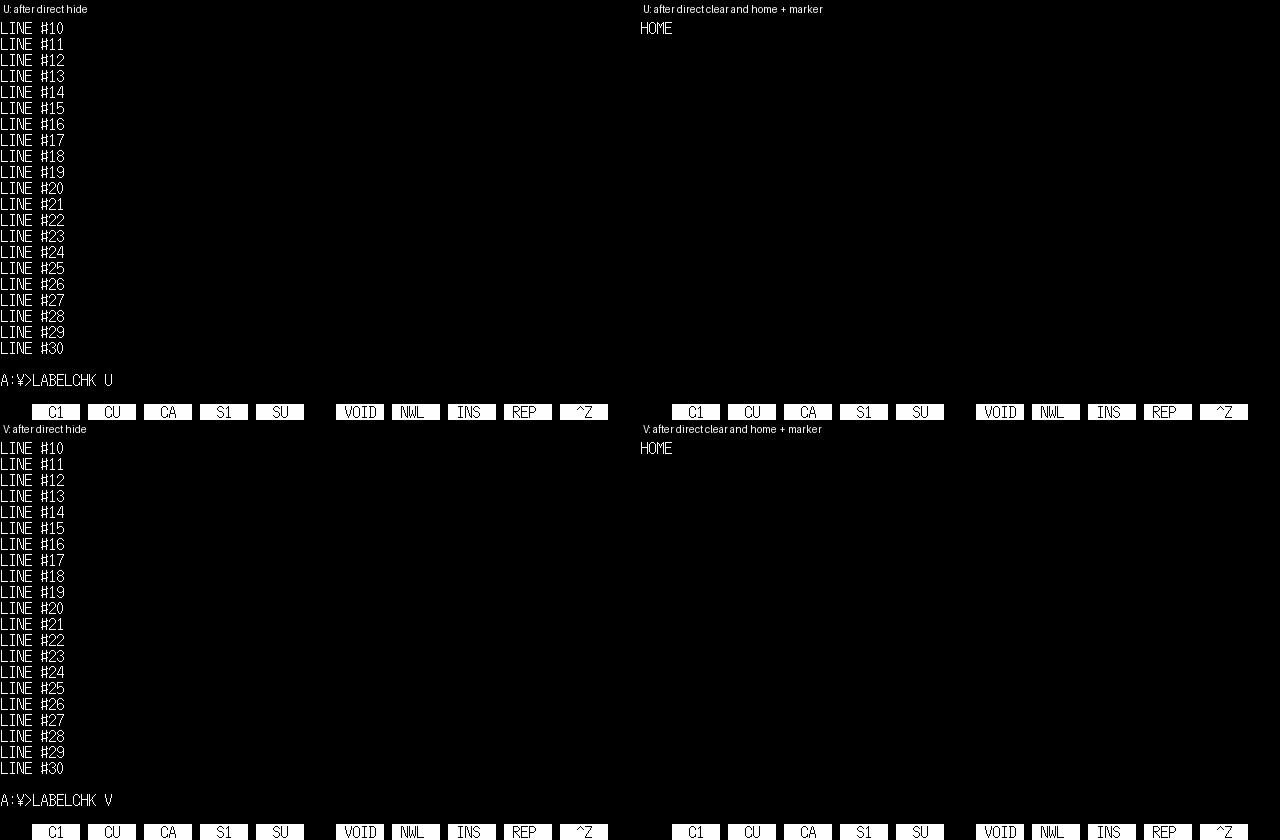 U: after direct hide
LINE #10
LINE #11
LINE #12
LINE #13
LINE #14
LINE #15
LINE #16
LINE #17
LINE #18
LINE #19
LINE #20
LINE #21
LINE #22
LINE #23
LINE #24
LINE #25
LINE #26
LINE #27
LINE #28
LINE #29
LINE #30
A:¥>LABELCHK U
C1 CU CA S1 SU VOID NWL INS REP ^Z
U: after direct clear and home + marker
HOME
C1 CU CA S1 SU VOID NWL INS REP ^Z
V: after direct hide
LINE #10
LINE #11
LINE #12
LINE #13
LINE #14
LINE #15
LINE #16
LINE #17
LINE #18
LINE #19
LINE #20
LINE #21
LINE #22
LINE #23
LINE #24
LINE #25
LINE #26
LINE #27
LINE #28
LINE #29
LINE #30
A:¥>LABELCHK V
C1 CU CA S1 SU VOID NWL INS REP ^Z
V: after direct clear and home + marker
HOME
C1 CU CA S1 SU VOID NWL INS REP ^Z